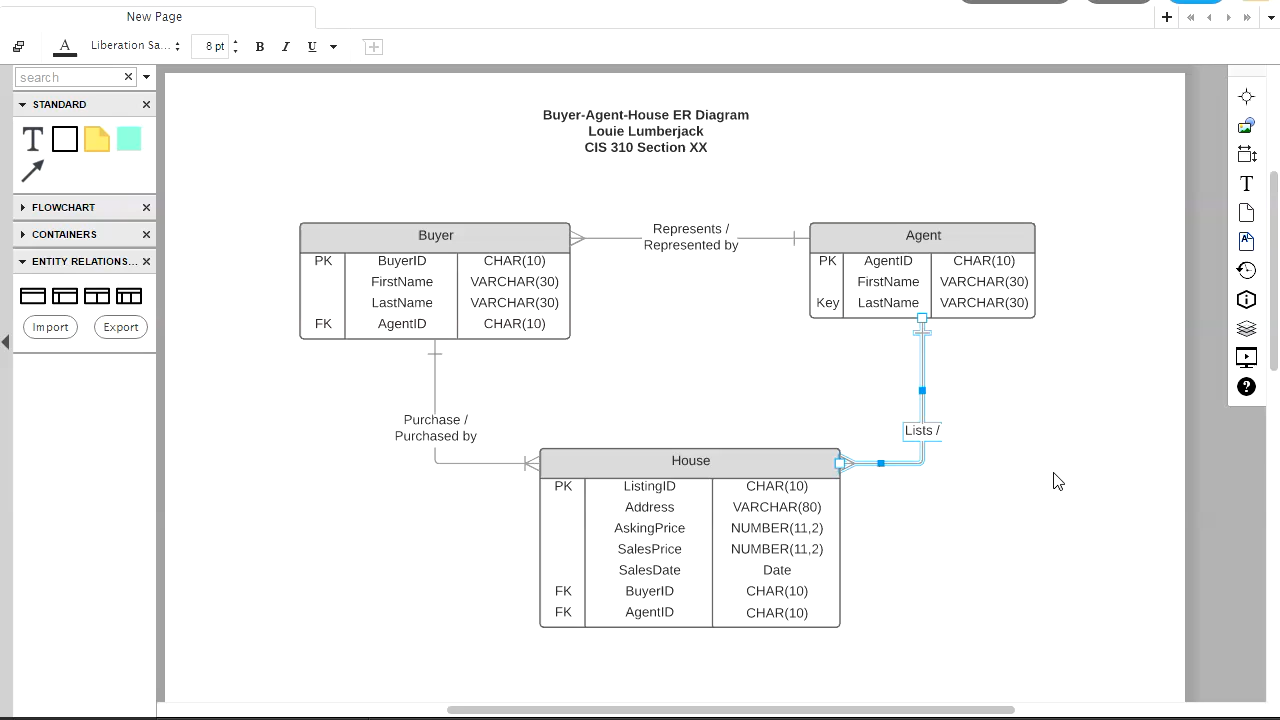 New Page
A Liberation Sa... 8 pt B I U
search
STANDARD
T
FLOWCHART
CONTAINERS
ENTITY RELATIONS...
Import Export
Buyer-Agent-House ER Diagram
Louie Lumberjack
CIS 310 Section XX
Buyer
PK BuyerID CHAR(10)
FirstName VARCHAR(30)
LastName VARCHAR(30)
FK AgentID CHAR(10)
Represents /
Represented by
Agent
PK AgentID CHAR(10)
FirstName VARCHAR(30)
Key LastName VARCHAR(30)
Purchase /
Purchased by
Lists /
House
PK ListingID CHAR(10)
Address VARCHAR(80)
AskingPrice NUMBER(11,2)
SalesPrice NUMBER(11,2)
SalesDate Date
FK BuyerID CHAR(10)
FK AgentID CHAR(10)
T
A
?